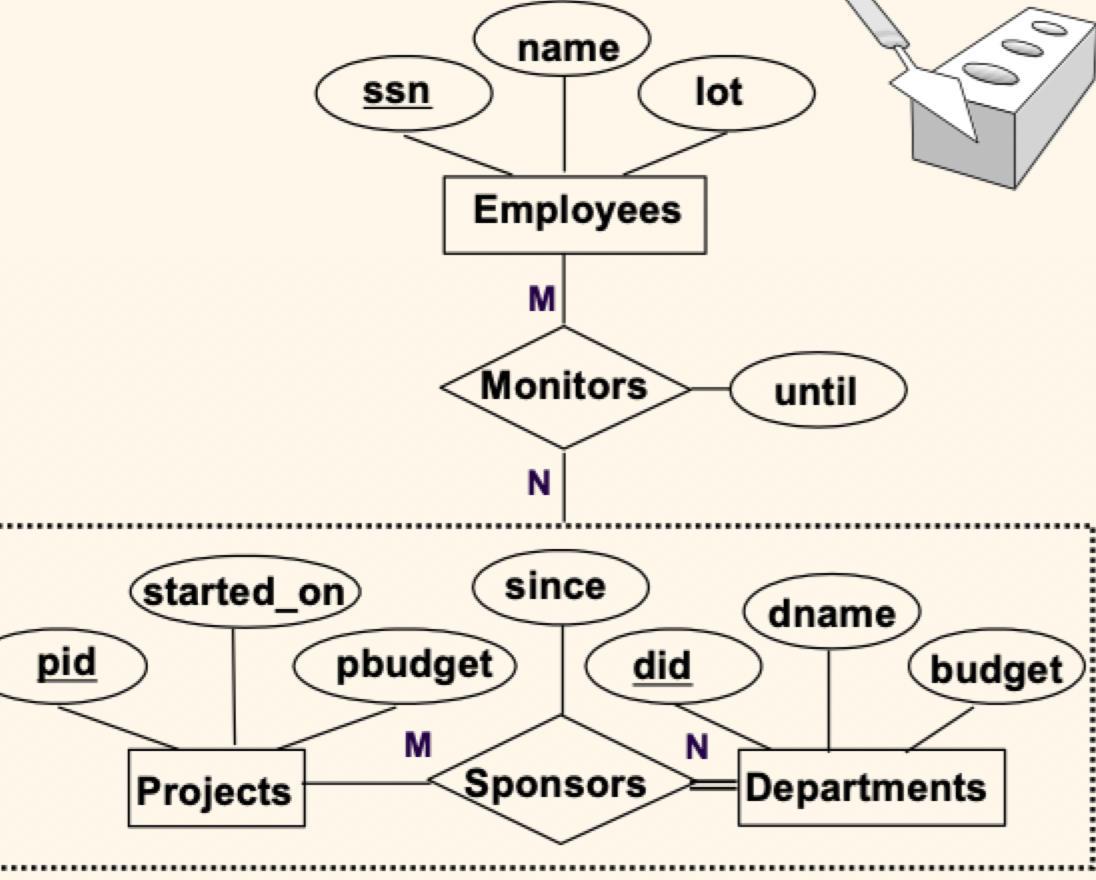 name
ssn
lot
Employees
M
Monitors
until
N
since
started_on
dname
pid
pbudget
did
budget
M
N
Projects
Sponsors
Departments